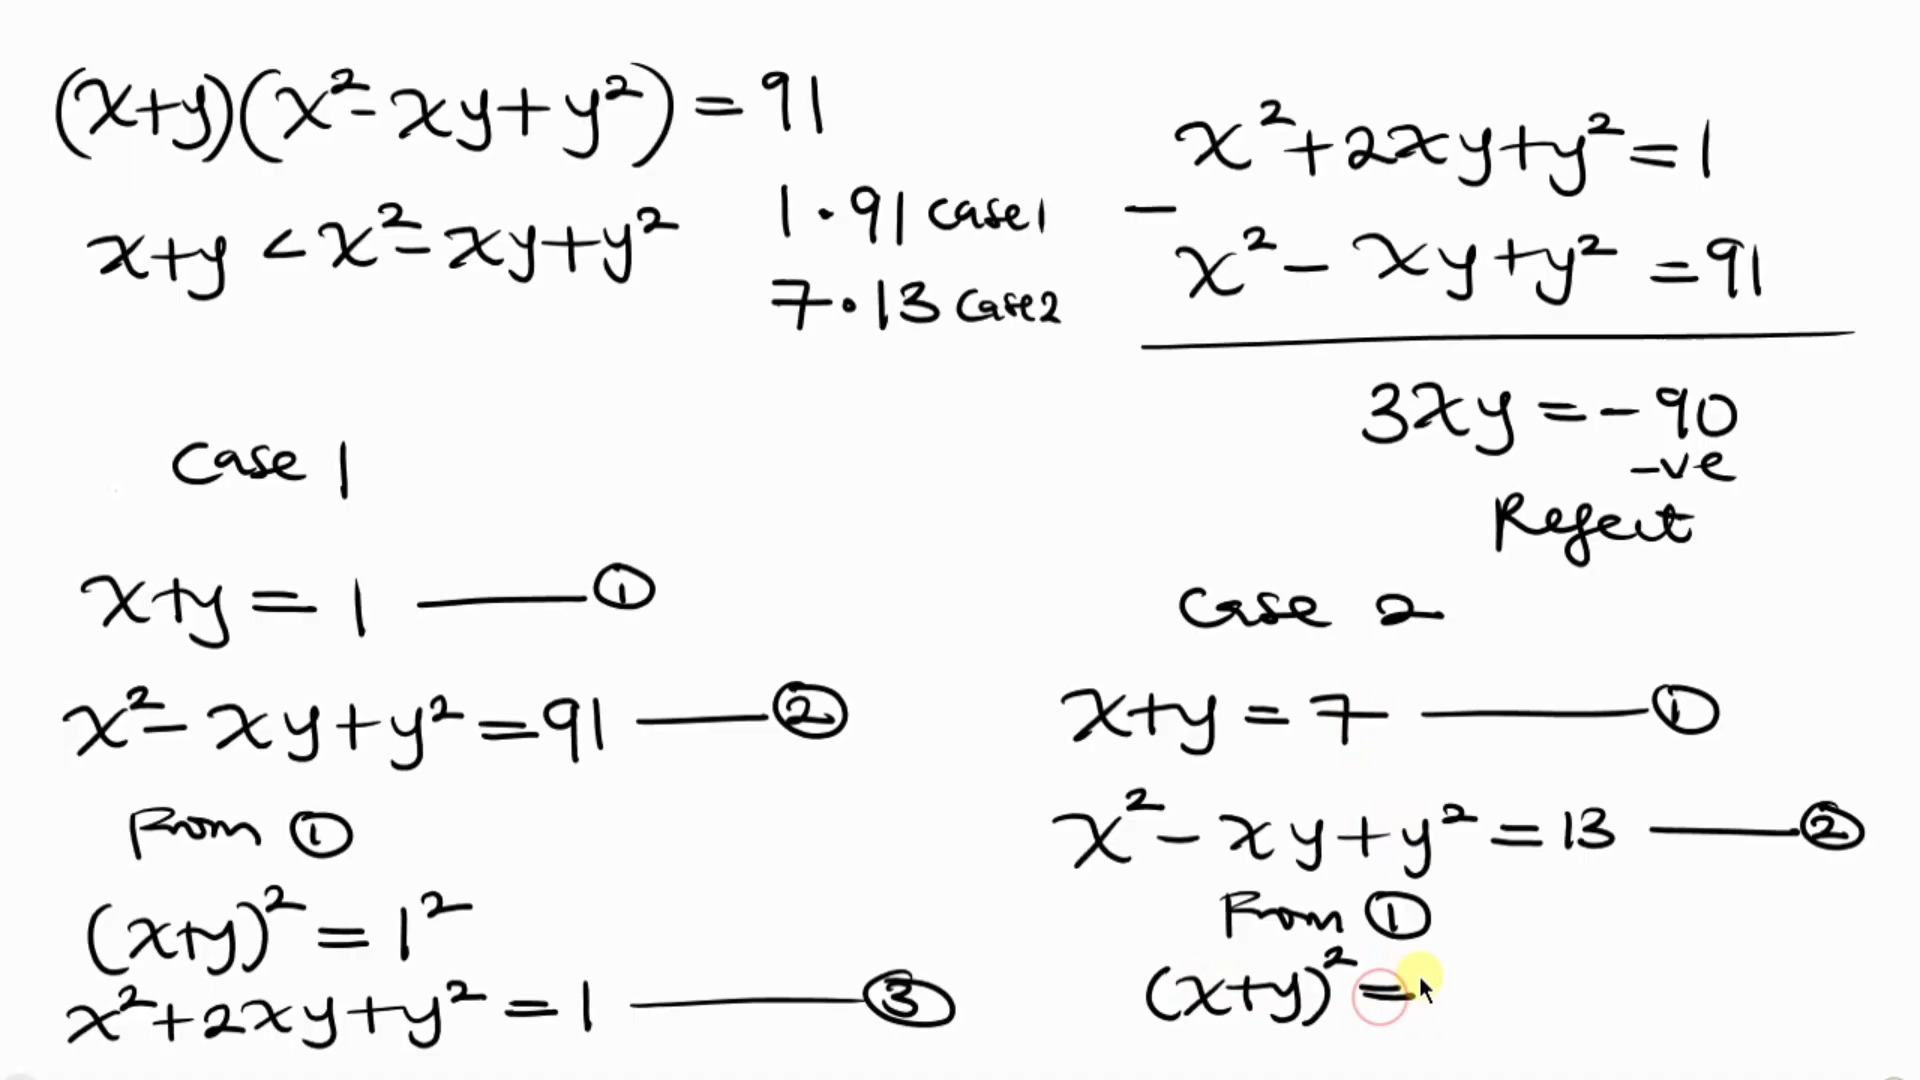 (x+y)(x²-xy+y²)=91
x+y < x²-xy+y²
1·91 case1
7·13 Case2
Case 1
x+y = 1 —— ①
x²-xy+y²=91 —— ②
From ①
(x+y)² = 1²
x²+2xy+y² = 1 —— ③
x²+2xy+y²=1
-
x²-xy+y²=91
3xy=-90
-ve
Reject
Case 2
x+y = 7 —— ①
x²-xy+y²=13 —— ②
From ①
(x+y)² =